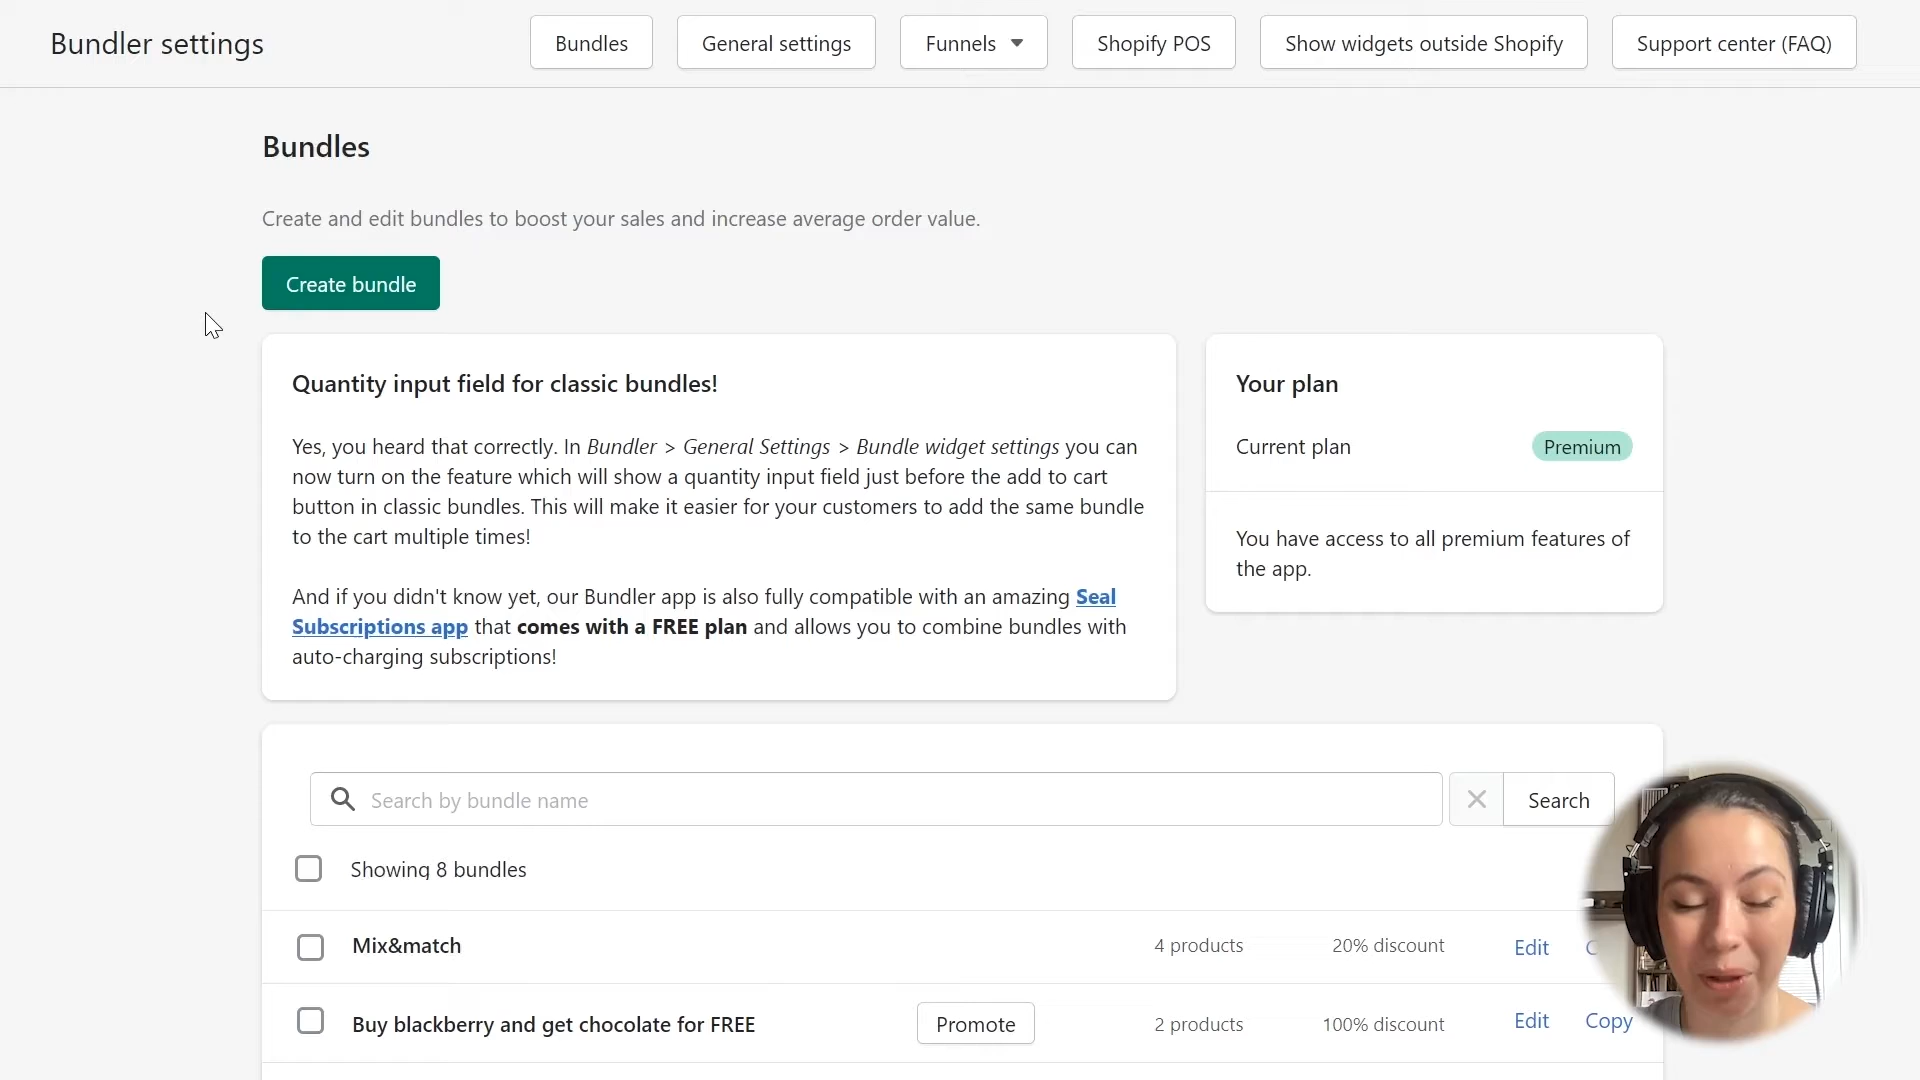 Bundler settings
Bundles
General settings
Funnels
Shopify POS
Show widgets outside Shopify
Support center (FAQ)
Bundles
Create and edit bundles to boost your sales and increase average order value.
Create bundle
Quantity input field for classic bundles!
Yes, you heard that correctly. In Bundler > General Settings > Bundle widget settings you can
now turn on the feature which will show a quantity input field just before the add to cart
button in classic bundles. This will make it easier for your customers to add the same bundle
to the cart multiple times!
And if you didn't know yet, our Bundler app is also fully compatible with an amazing Seal
Subscriptions app that comes with a FREE plan and allows you to combine bundles with
auto-charging subscriptions!
Your plan
Current plan
Premium
You have access to all premium features of
the app.
Search by bundle name
Search
Showing 8 bundles
Mix&match
4 products
20% discount
Edit
Buy blackberry and get chocolate for FREE
Promote
2 products
100% discount
Edit
Copy